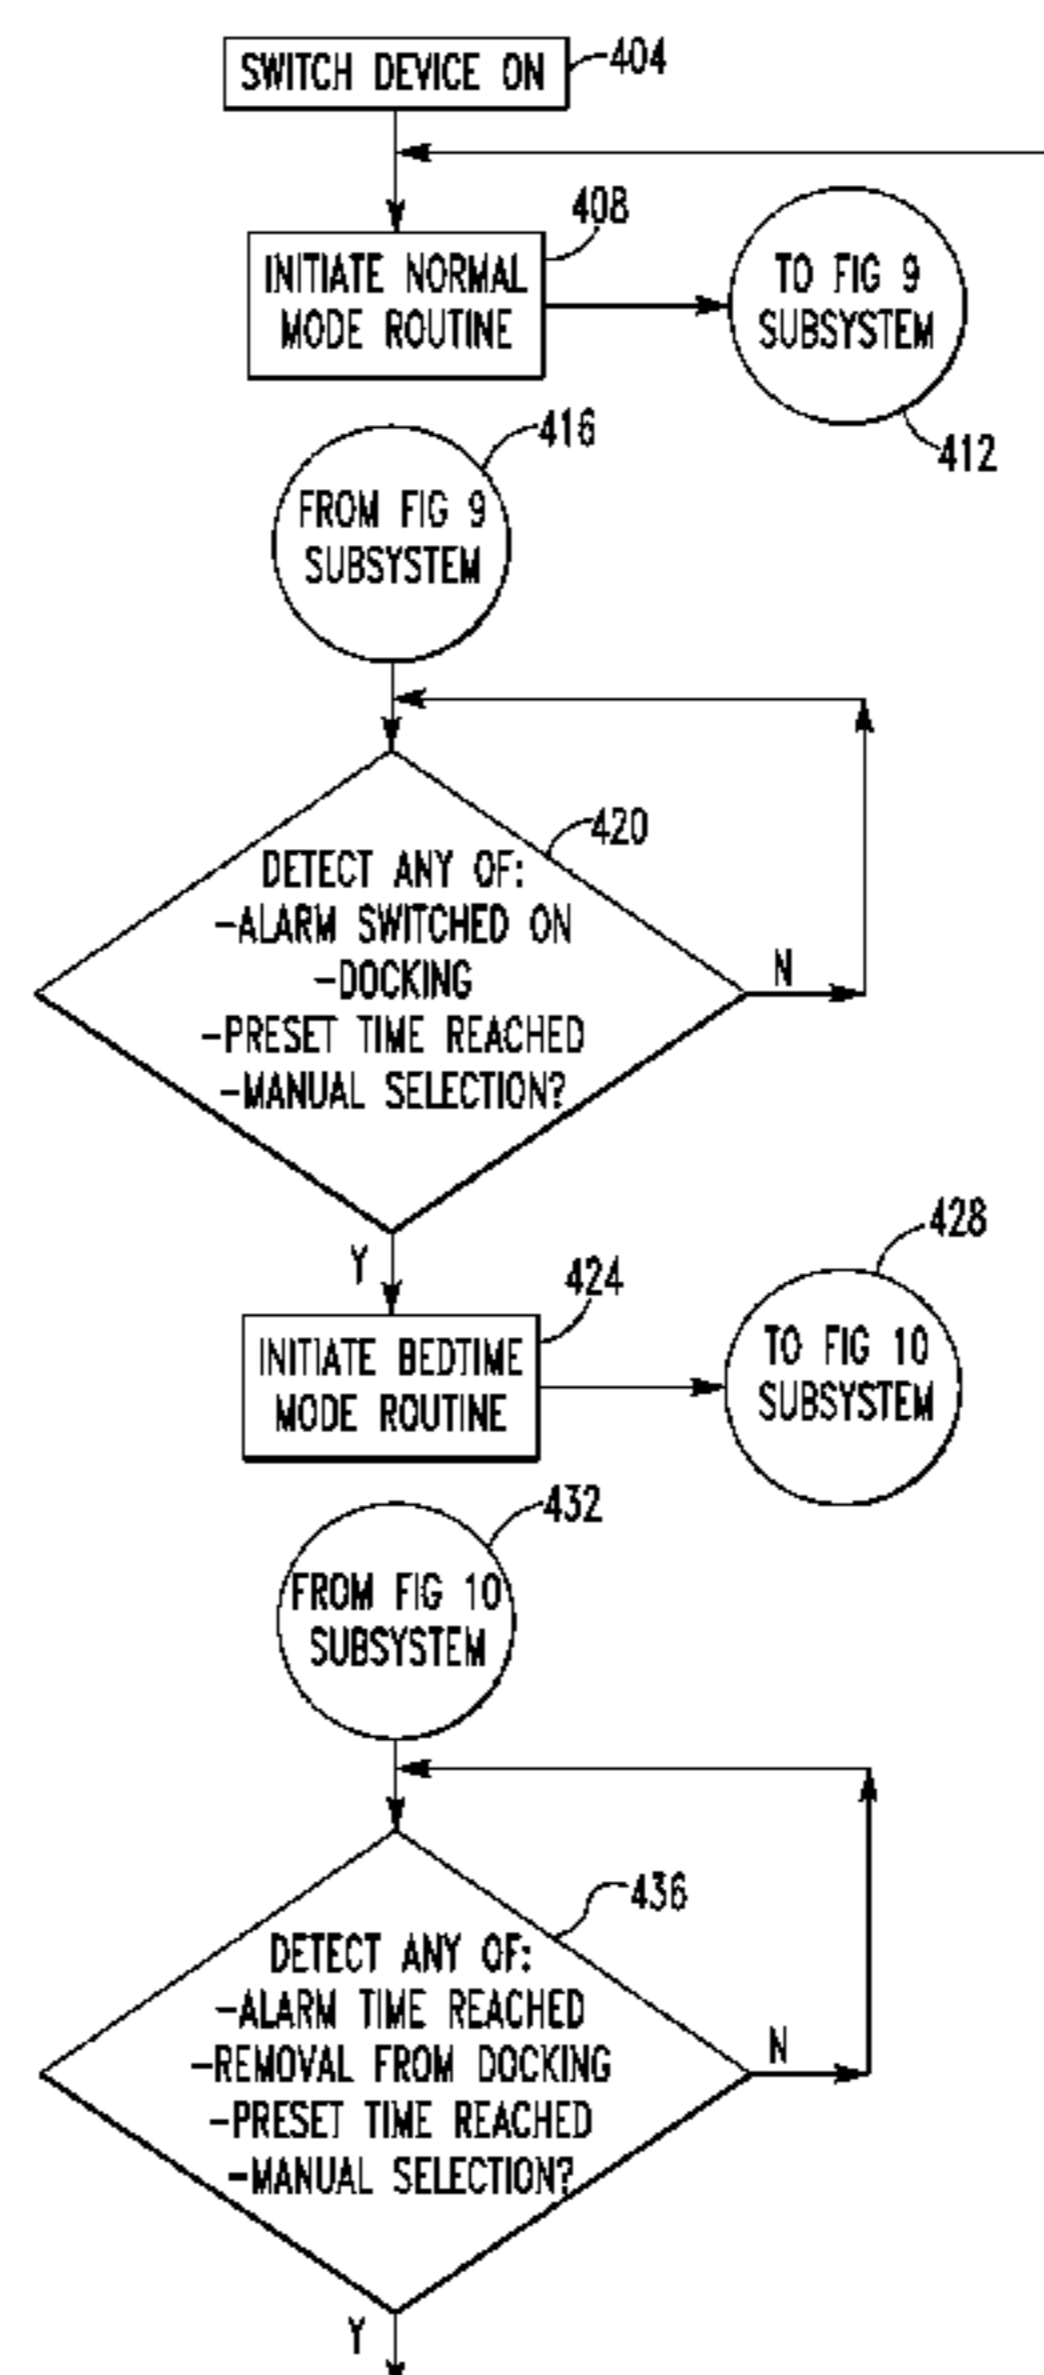 SWITCH DEVICE ON
404
408
INITIATE NORMAL
MODE ROUTINE
TO FIG 9
SUBSYSTEM
412
416
FROM FIG 9
SUBSYSTEM
420
DETECT ANY OF:
-ALARM SWITCHED ON
-DOCKING
-PRESET TIME REACHED
-MANUAL SELECTION?
N
Y
424
INITIATE BEDTIME
MODE ROUTINE
428
TO FIG 10
SUBSYSTEM
432
FROM FIG 10
SUBSYSTEM
436
DETECT ANY OF:
-ALARM TIME REACHED
-REMOVAL FROM DOCKING
-PRESET TIME REACHED
-MANUAL SELECTION?
N
Y